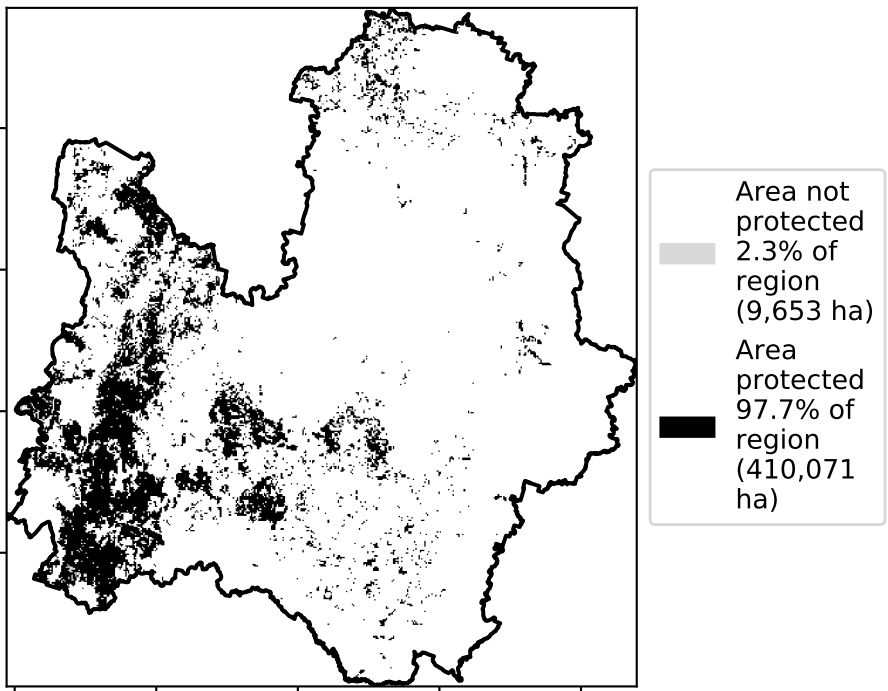 Area not
protected
2.3% of
region
(9,653 ha)
Area
protected
97.7% of
region
(410,071
ha)